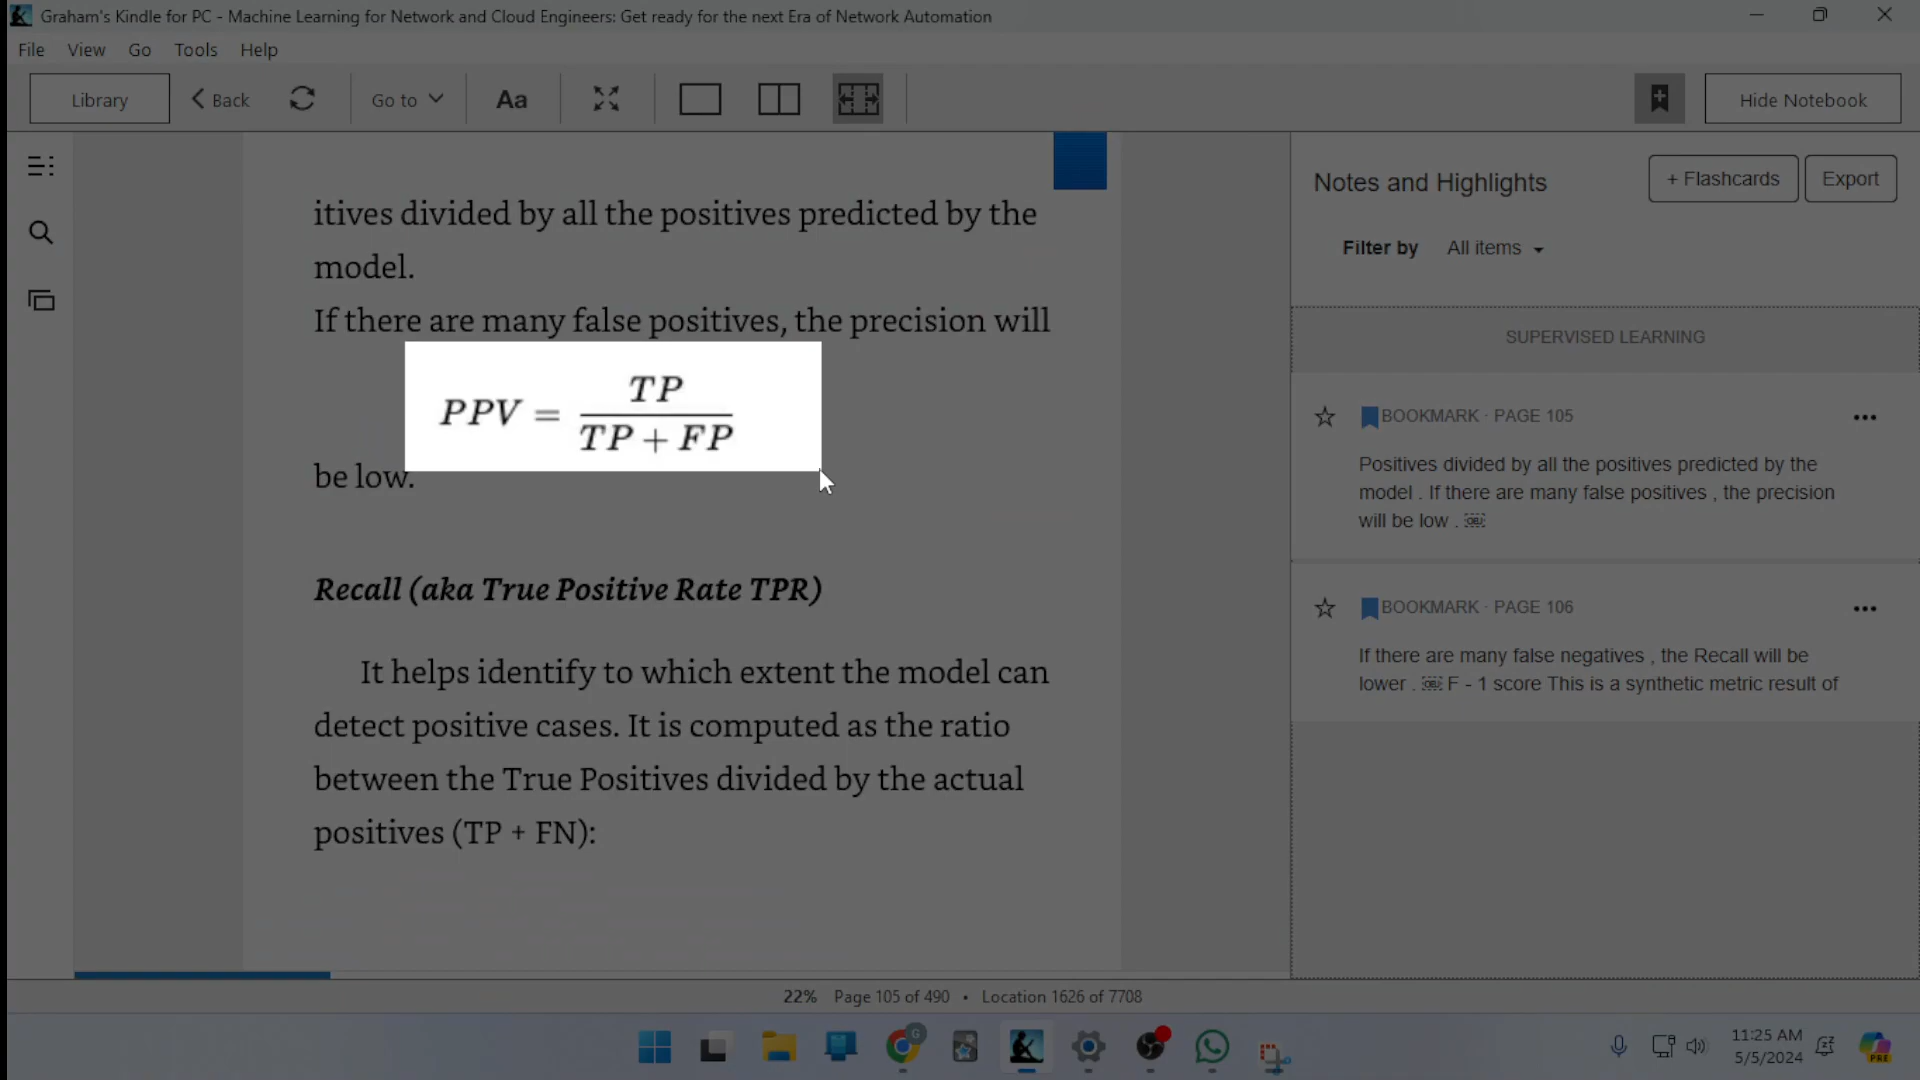 Graham's Kindle for PC - Machine Learning for Network and Cloud Engineers: Get ready for the next Era of Network Automation
File View Go Tools Help
Library Back Go to Aa Hide Notebook
itives divided by all the positives predicted by the
model.
If there are many false positives, the precision will
PPV = TP
TP + FP
be low.
Recall (aka True Positive Rate TPR)
It helps identify to which extent the model can
detect positive cases. It is computed as the ratio
between the True Positives divided by the actual
positives (TP + FN):
Notes and Highlights
+ Flashcards
Export
Filter by All items
SUPERVISED LEARNING
BOOKMARK · PAGE 105
Positives divided by all the positives predicted by the
model . If there are many false positives , the precision
will be low . OBJ
BOOKMARK · PAGE 106
If there are many false negatives , the Recall will be
lower . OBJ F - 1 score This is a synthetic metric result of
22% Page 105 of 490 • Location 1626 of 7708
G
11:25 AM
5/5/2024
PRE